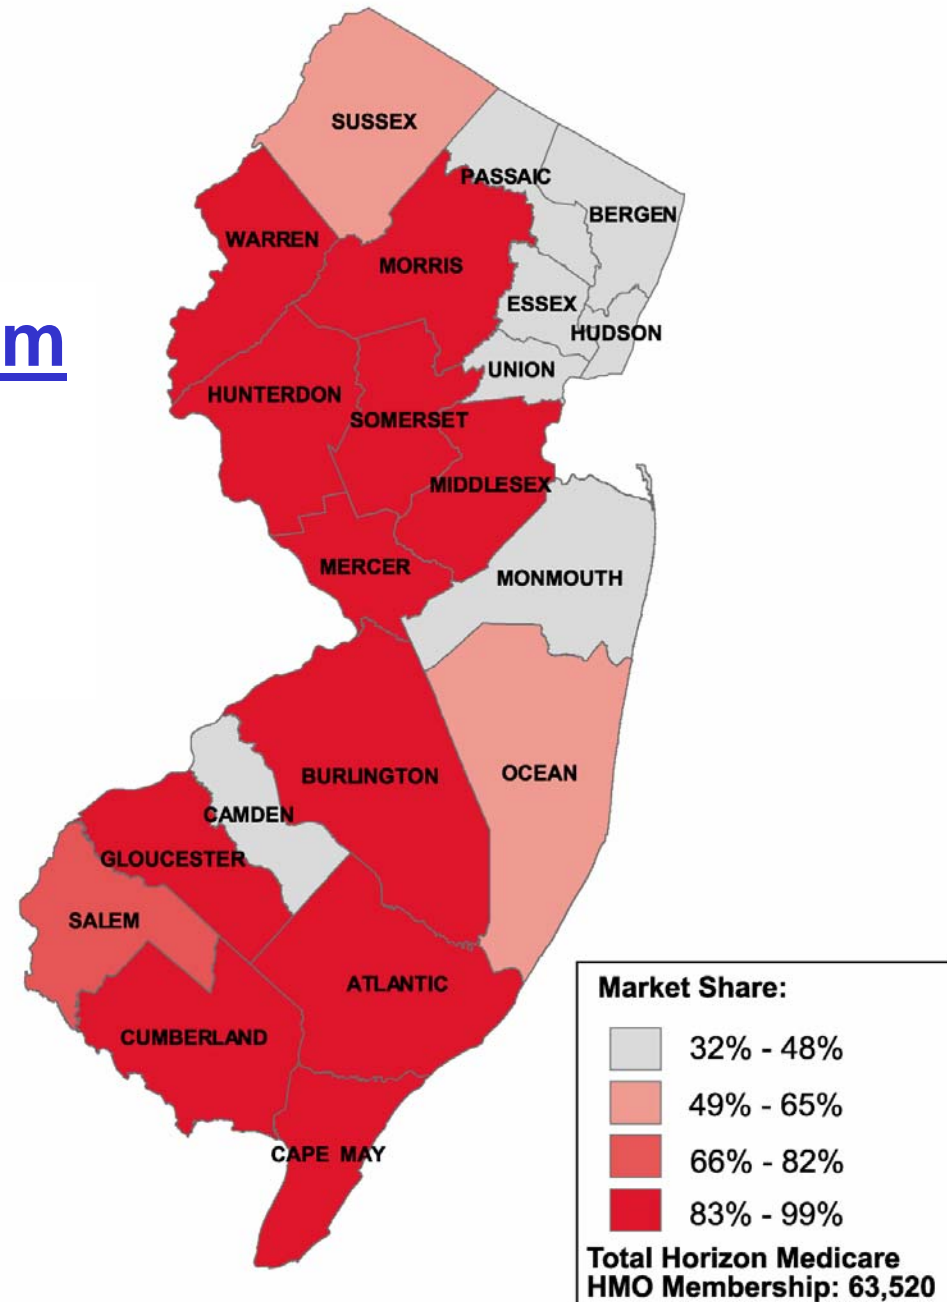 SUSSEX
PASSAIC
BERGEN
WARREN
MORRIS
ESSEX
HUDSON
m
UNION
HUNTERDON
SOMERSET
MIDDLESEX
MERCER
MONMOUTH
OCEAN
BURLINGTON
CAMDEN
GLOUCESTER
SALEM
ATLANTIC
CUMBERLAND
CAPE MAY
Market Share:
32% - 48%
49% - 65%
66% - 82%
83% - 99%
Total Horizon Medicare
HMO Membership: 63,520